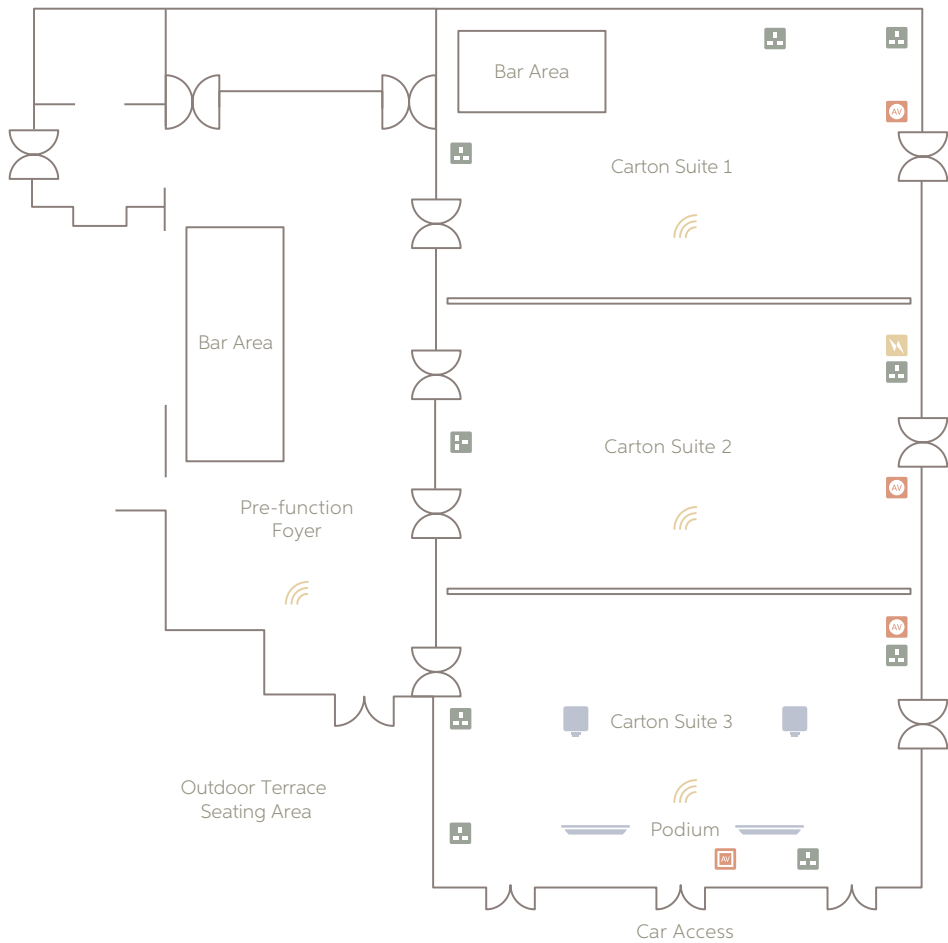 Bar Area
AV
Carton Suite 1
Bar Area
Carton Suite 2
AV
Pre-function
Foyer
AV
Carton Suite 3
Outdoor Terrace
Seating Area
Podium
AV
Car Access